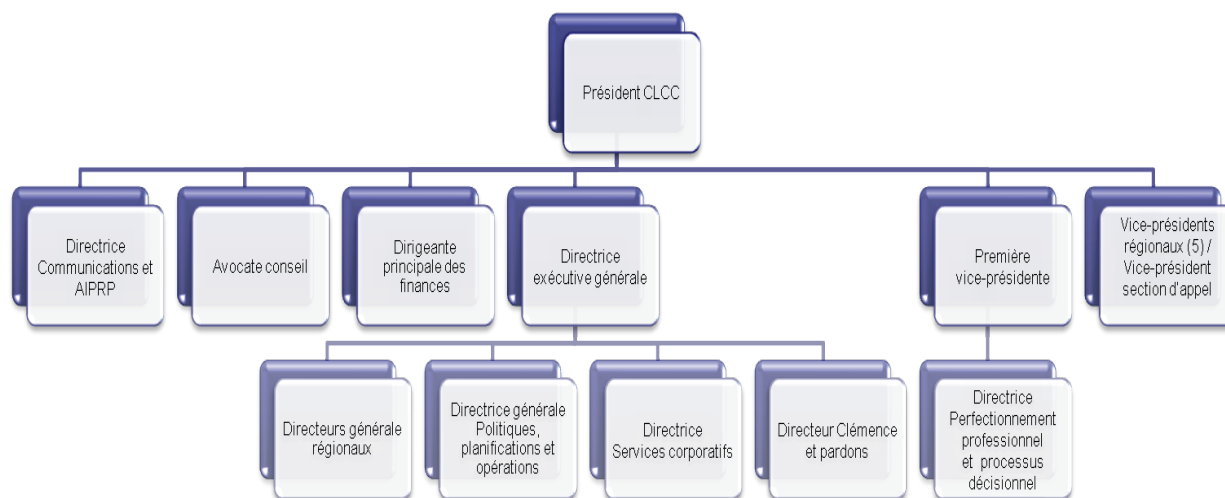 Président CLCC
Directrice
Communications et
AIPRP
Avocate conseil
Dirigeante
principale des
finances
Directrice
exécutive générale
Première
vice-présidente
Vice-présidents
régionaux (5) /
Vice-président
section d'appel
Directeurs générale
régionaux
Directrice générale
Politiques,
planifications et
opérations
Directrice
Services corporatifs
Directeur Clémence
et pardons
Directrice
Perfectionnement
professionnel
et processus
décisionnel